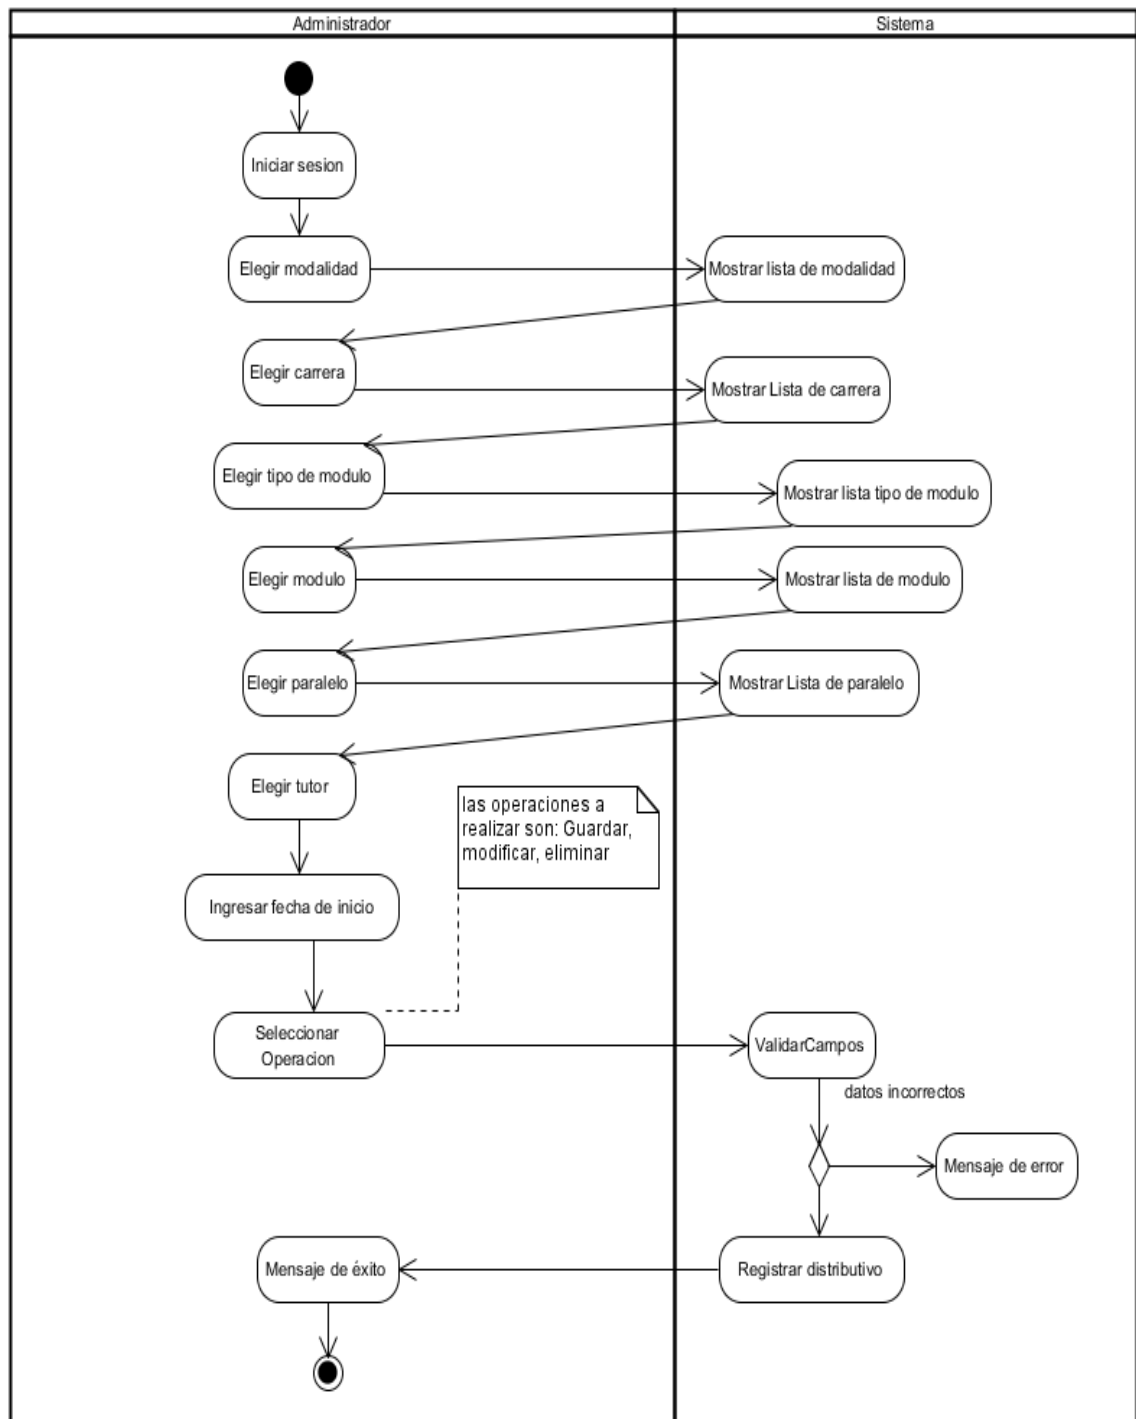 Administrador
Sistema
Iniciar sesion
Elegir modalidad
Mostrar lista de modalidad
Elegir carrera
Mostrar Lista de carrera
Elegir tipo de modulo
Mostrar lista tipo de modulo
Elegir modulo
Mostrar lista de modulo
Elegir paralelo
Mostrar Lista de paralelo
Elegir tutor
las operaciones a
realizar son: Guardar,
modificar, eliminar
Ingresar fecha de inicio
Seleccionar
Operacion
ValidarCampos
datos incorrectos
Mensaje de error
Mensaje de éxito
Registrar distributivo